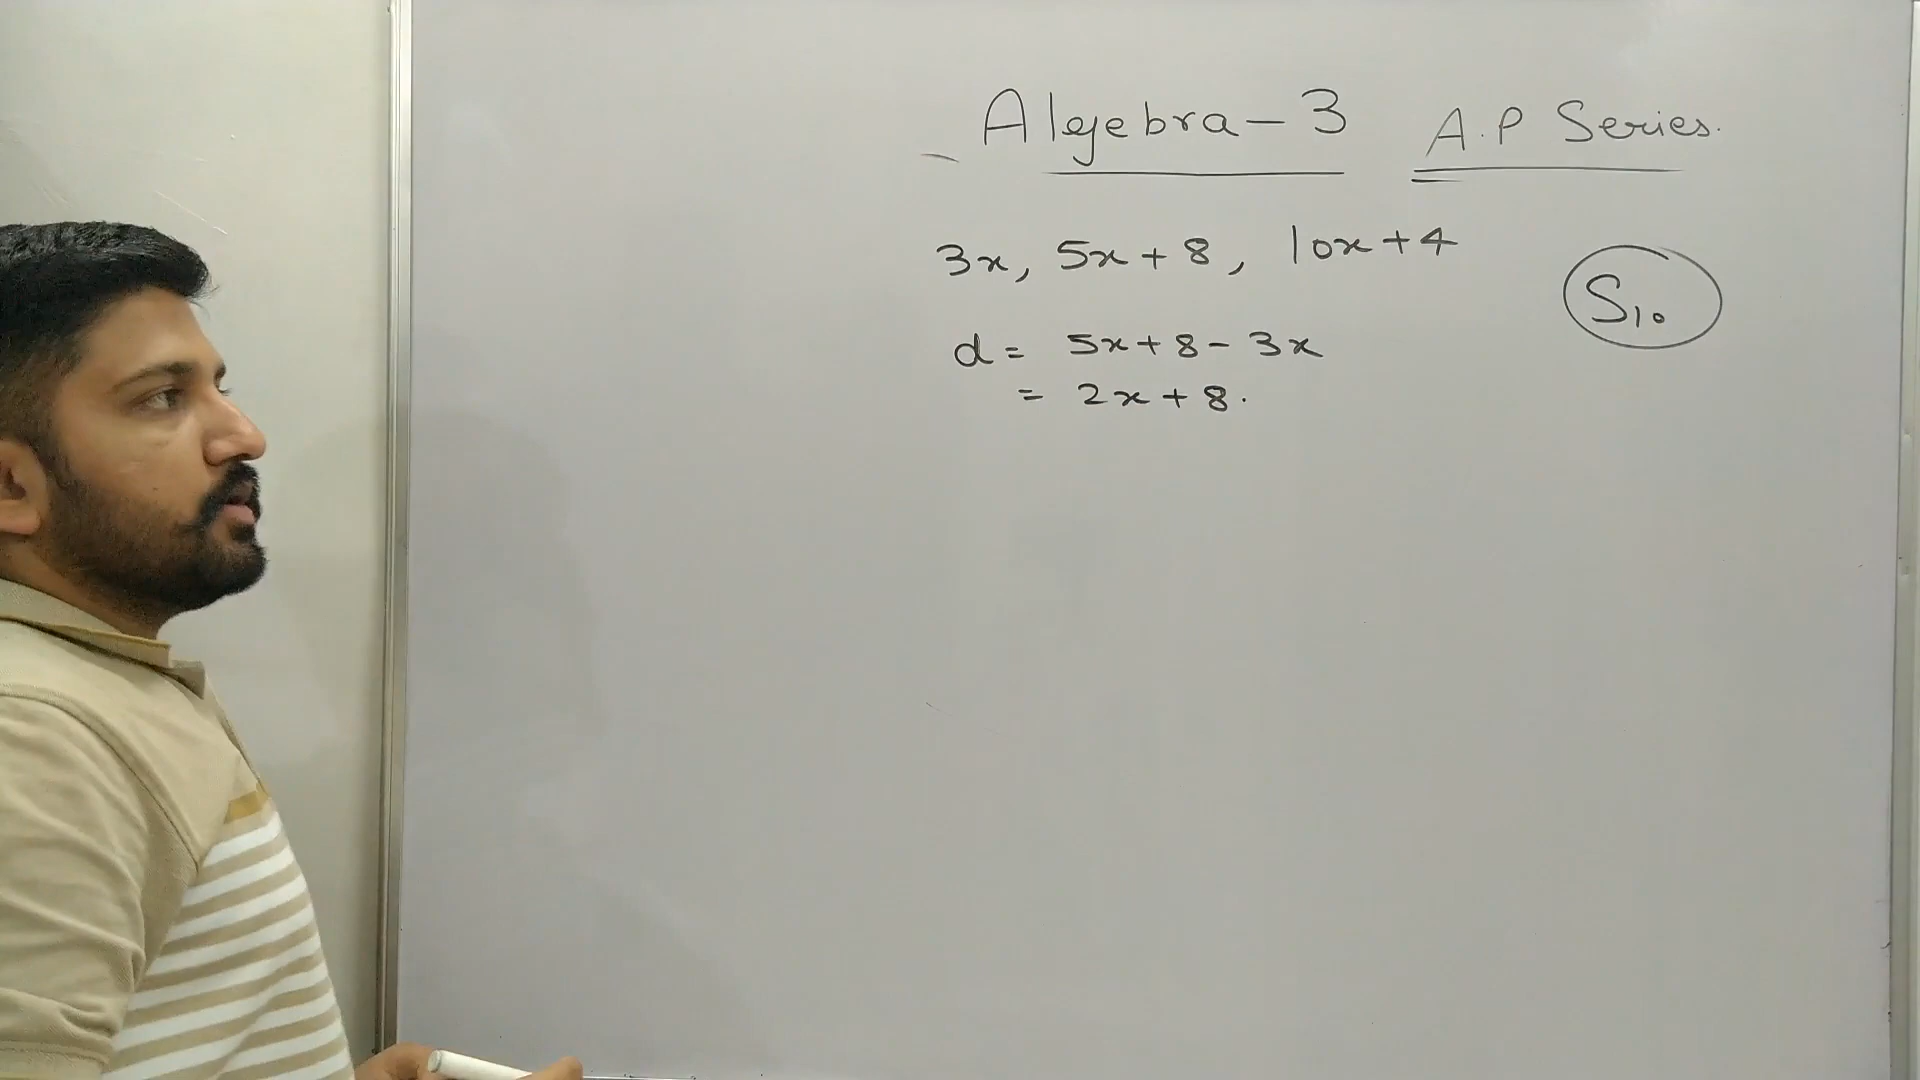 Algebra - 3 A.P Series.
3x, 5x + 8, 10x + 4
S10
d = 5x + 8 - 3x
= 2x + 8.